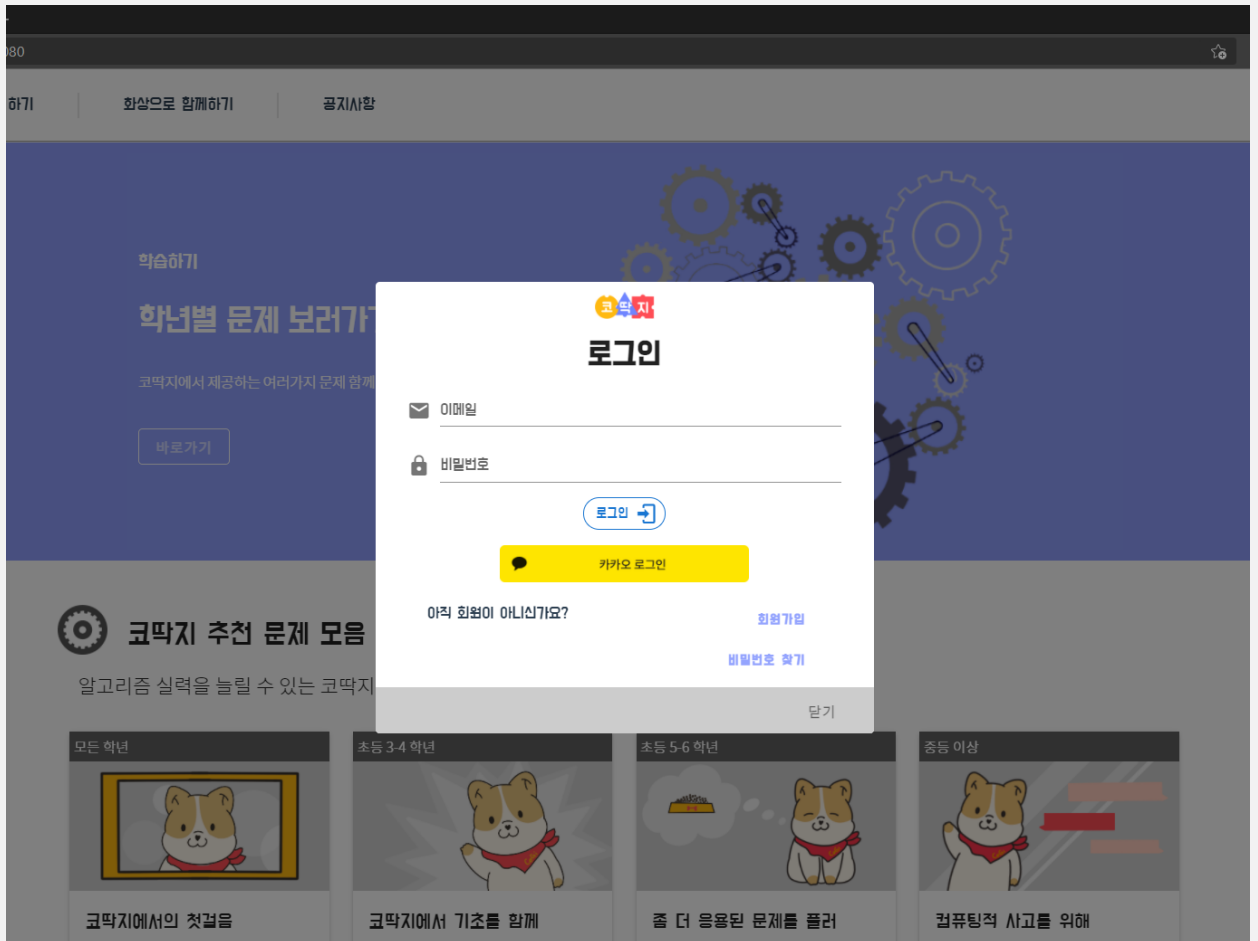 080
하기
화상으로 함께하기
공지사항
학습하기
학년별 문제 보러가기
코딱지에서 제공하는 여러가지 문제 함께
바로가기
코딱지
로그인
이메일
비밀번호
로그인
카카오 로그인
아직 회원이 아니신가요?
회원가입
비밀번호 찾기
닫기
코딱지 추천 문제 모음
알고리즘 실력을 늘릴 수 있는 코딱지
모든 학년
초등 3-4 학년
초등 5-6 학년
중등 이상
코딱지에서의 첫걸음
코딱지에서 기초를 함께
좀 더 응용된 문제를 풀러
컴퓨팅적 사고를 위해